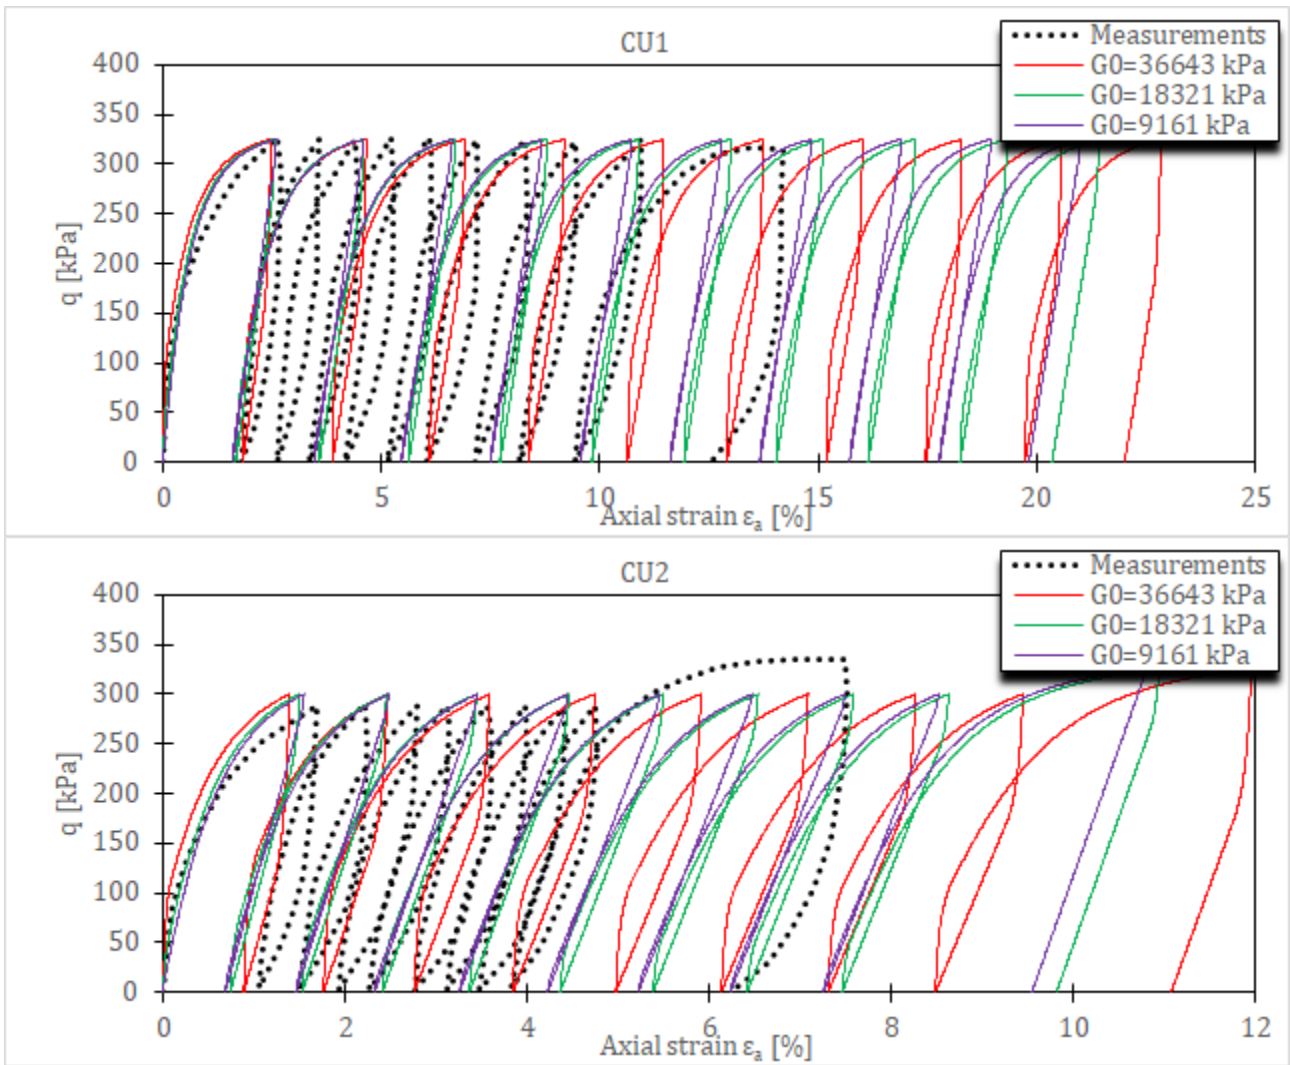 CU1
Measurements
G0=36643 kPa
G0=18321 kPa
G0=9161 kPa
400
350
300
250
200
150
100
50
0
q [kPa]
0 5 10 15 20 25
Axial strain εa [%]
CU2
Measurements
G0=36643 kPa
G0=18321 kPa
G0=9161 kPa
400
350
300
250
200
150
100
50
0
q [kPa]
0 2 4 6 8 10 12
Axial strain εa [%]